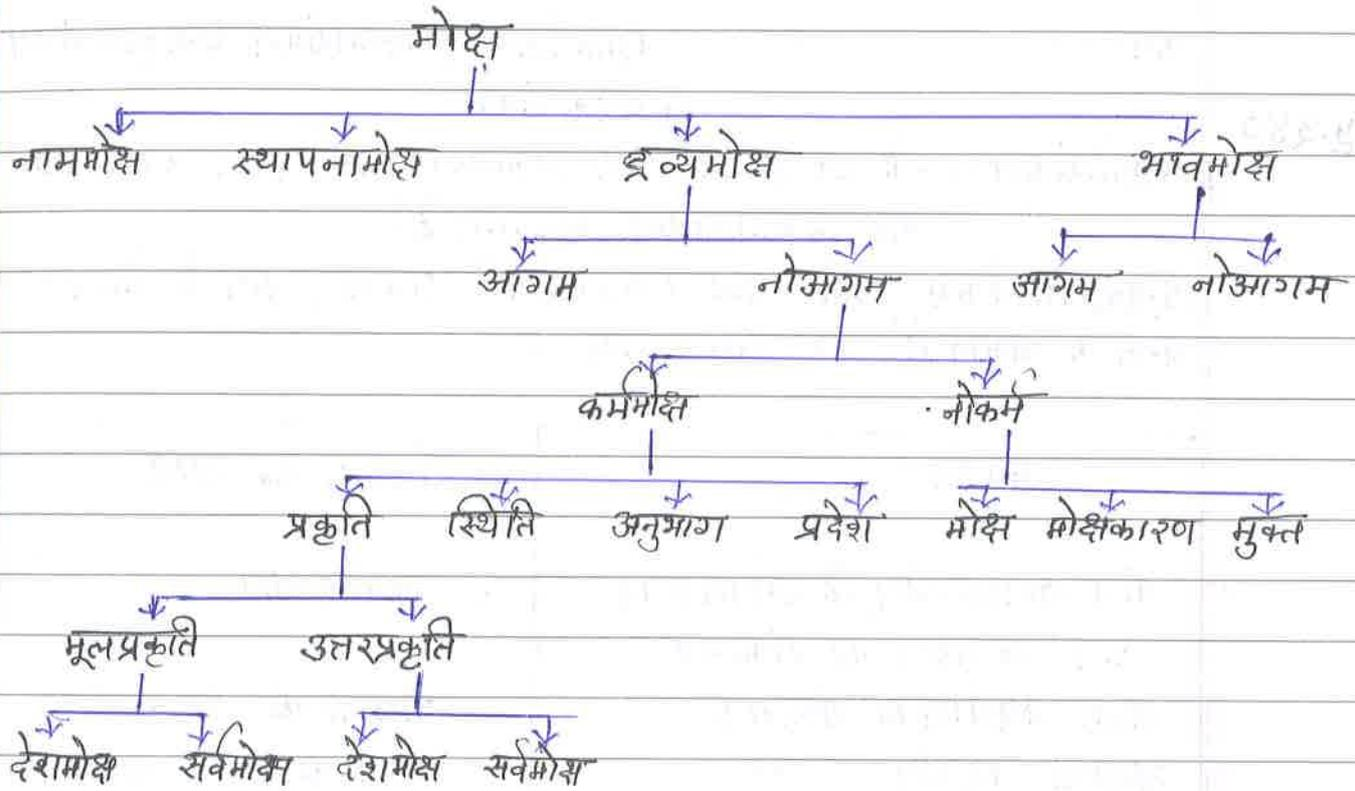 मोक्ष
नाममोक्ष स्थापनामोक्ष द्रव्यमोक्ष भावमोक्ष
आगम नोआगम आगम नोआगम
कर्ममोक्ष नोकर्म
प्रकृति स्थिति अनुभाग प्रदेश मोक्ष मोक्षकारण मुक्त
मूलप्रकृति उत्तरप्रकृति
देशमोक्ष सर्वमोक्ष देशमोक्ष सर्वमोक्ष